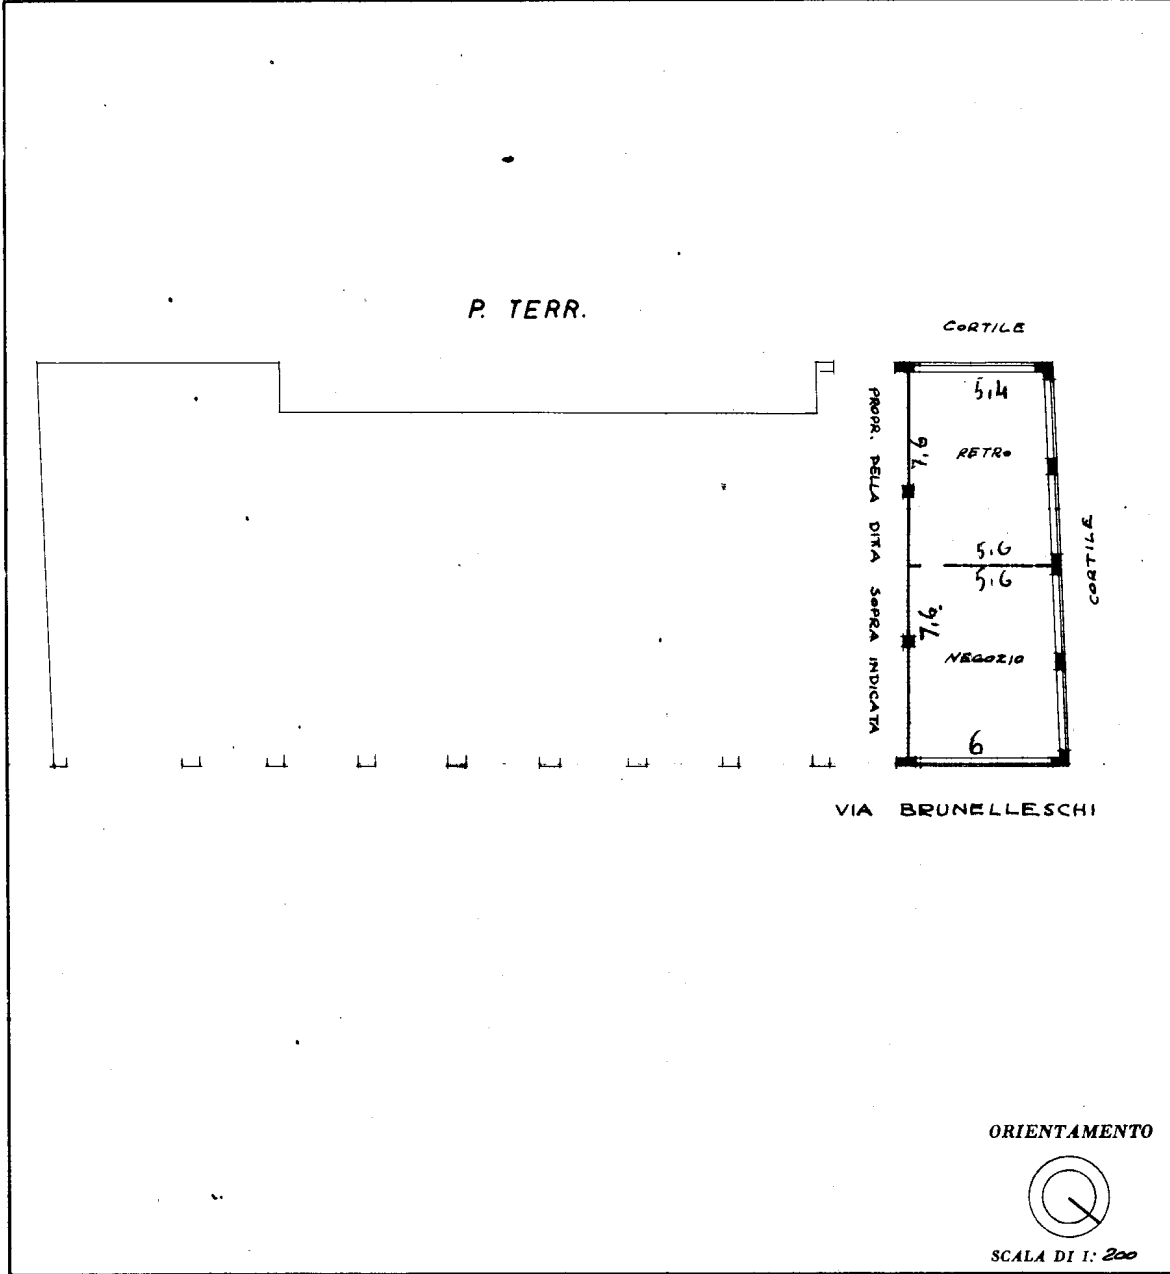 P. TERR.
CORTILE
5,4
PROPR. DELLA DITTA SOPRA INDICATA
7,6
RETRO
5,6
5,6
CORTILE
7,6
NEGOZIO
6
VIA BRUNELLESCHI
ORIENTAMENTO
SCALA DI 1: 200